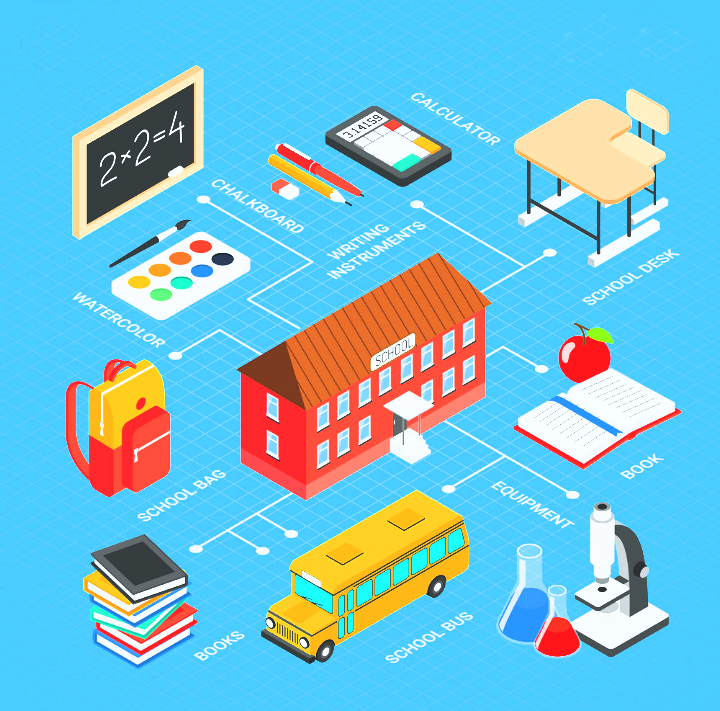 2×2=4
3.14159
CALCULATOR
CHALKBOARD
WRITING
INSTRUMENTS
SCHOOL DESK
WATERCOLOR
SCHOOL
SCHOOL BAG
BOOK
EQUIPMENT
BOOKS
SCHOOL BUS